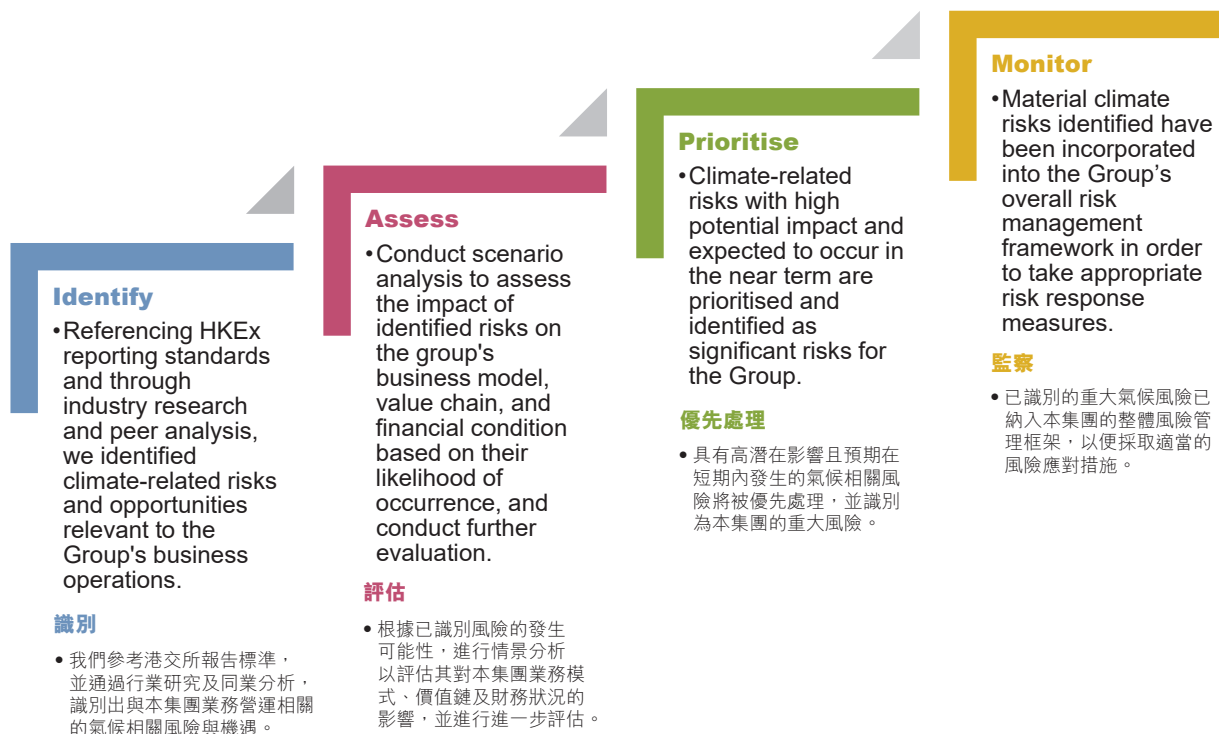 Identify
•Referencing HKEx
reporting standards
and through
industry research
and peer analysis,
we identified
climate-related risks
and opportunities
relevant to the
Group's business
operations.
識別
• 我們參考港交所報告標準，
並通過行業研究及同業分析，
識別出與本集團業務營運相關
的氣候相關風險與機遇。
Assess
•Conduct scenario
analysis to assess
the impact of
identified risks on
the group's
business model,
value chain, and
financial condition
based on their
likelihood of
occurrence, and
conduct further
evaluation.
評估
• 根據已識別風險的發生
可能性，進行情景分析
以評估其對本集團業務模
式、價值鏈及財務狀況的
影響，並進行進一步評估。
Prioritise
•Climate-related
risks with high
potential impact and
expected to occur in
the near term are
prioritised and
identified as
significant risks for
the Group.
優先處理
• 具有高潛在影響且預期在
短期內發生的氣候相關風
險將被優先處理，並識別
為本集團的重大風險。
Monitor
•Material climate
risks identified have
been incorporated
into the Group’s
overall risk
management
framework in order
to take appropriate
risk response
measures.
監察
• 已識別的重大氣候風險已
納入本集團的整體風險管
理框架，以便採取適當的
風險應對措施。